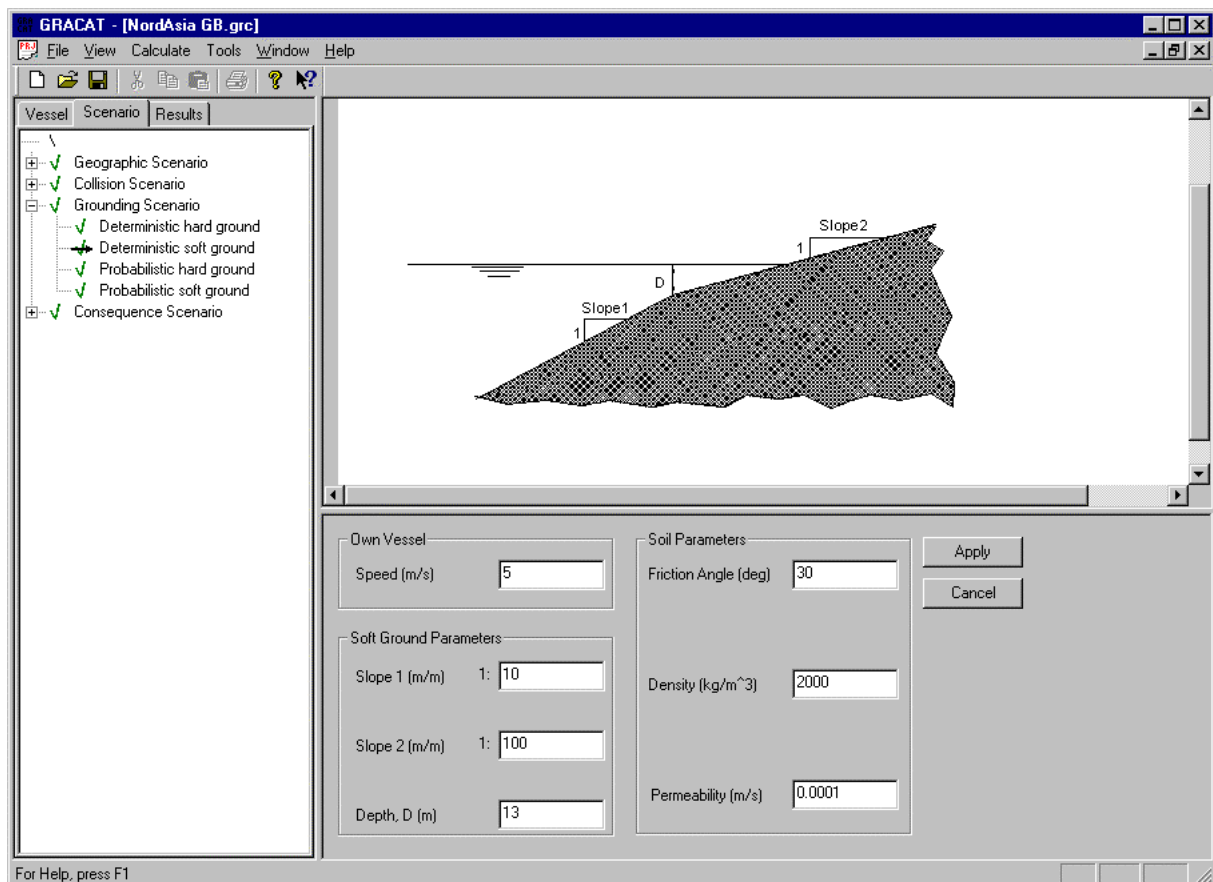 GRACAT - [NordAsia GB.grc]
File View Calculate Tools Window Help
Vessel Scenario Results
\
Geographic Scenario
Collision Scenario
Grounding Scenario
Deterministic hard ground
Deterministic soft ground
Probabilistic hard ground
Probabilistic soft ground
Consequence Scenario
Slope2
1
D
Slope1
1
Own Vessel
Speed (m/s) 5
Soft Ground Parameters
Slope 1 (m/m) 1: 10
Slope 2 (m/m) 1: 100
Depth, D (m) 13
Soil Parameters
Friction Angle (deg) 30
Density (kg/m^3) 2000
Permeability (m/s) 0.0001
Apply
Cancel
For Help, press F1